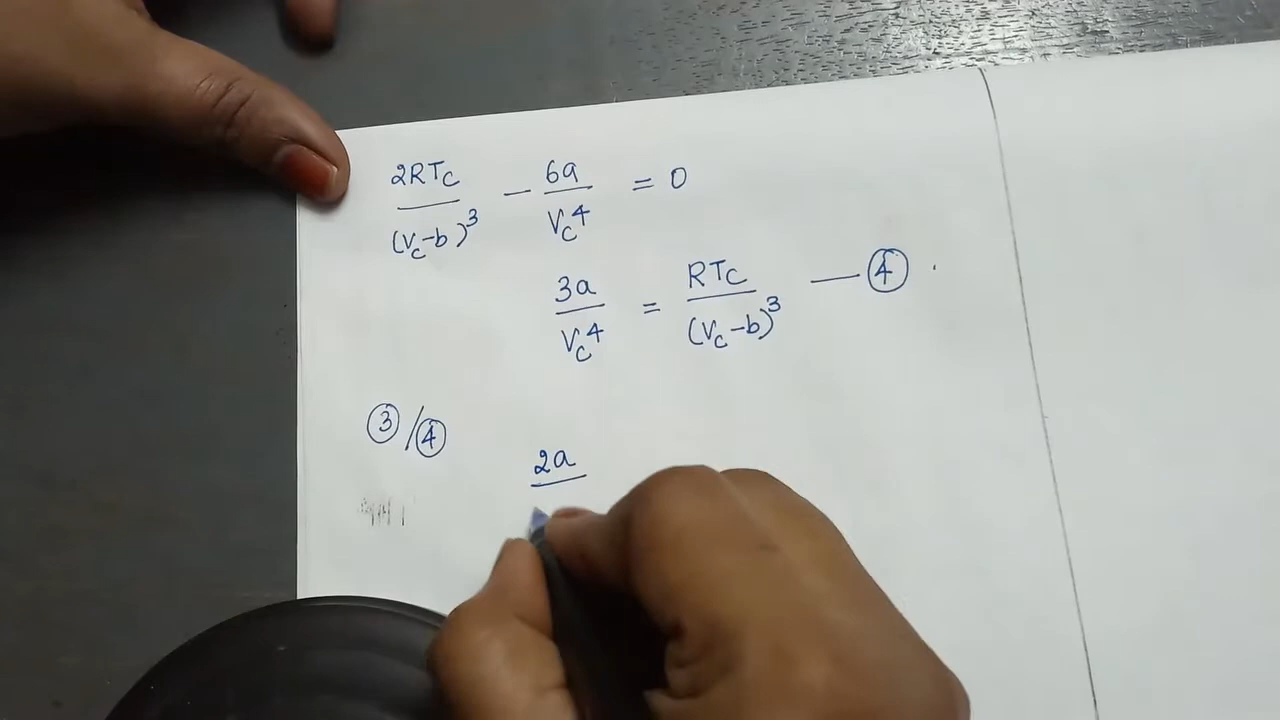 2RTc / (Vc-b)^3 - 6a / Vc^4 = 0
3a / Vc^4 = RTc / (Vc-b)^3 — ④
③/④ 2a